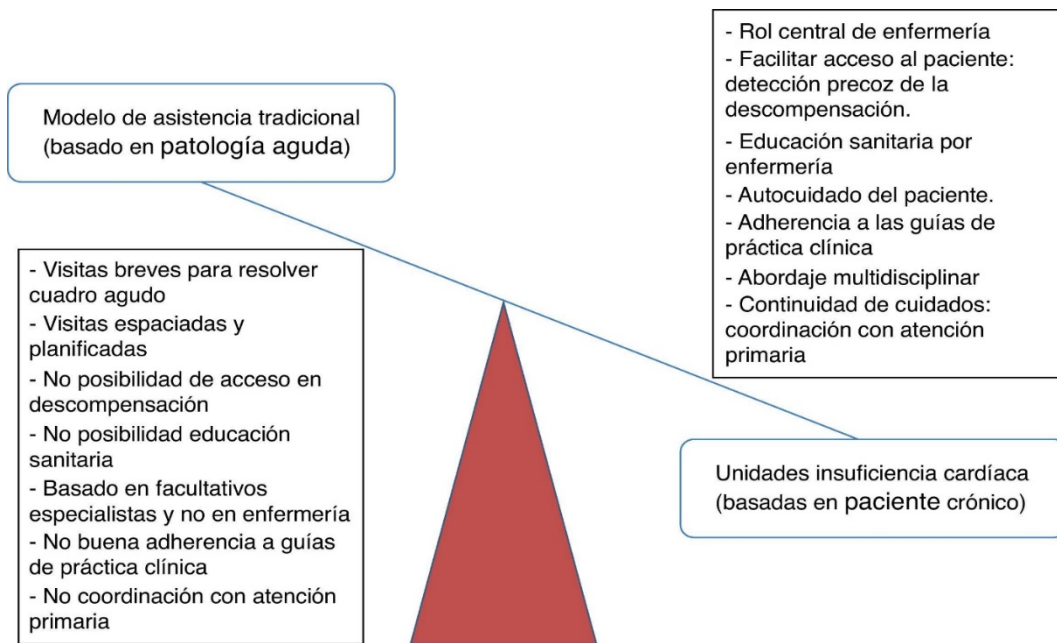 Modelo de asistencia tradicional
(basado en patología aguda)
- Visitas breves para resolver
cuadro agudo
- Visitas espaciadas y
planificadas
- No posibilidad de acceso en
descompensación
- No posibilidad educación
sanitaria
- Basado en facultativos
especialistas y no en enfermería
- No buena adherencia a guías
de práctica clínica
- No coordinación con atención
primaria
- Rol central de enfermería
- Facilitar acceso al paciente:
detección precoz de la
descompensación.
- Educación sanitaria por
enfermería
- Autocuidado del paciente.
- Adherencia a las guías de
práctica clínica
- Abordaje multidisciplinar
- Continuidad de cuidados:
coordinación con atención
primaria
Unidades insuficiencia cardíaca
(basadas en paciente crónico)